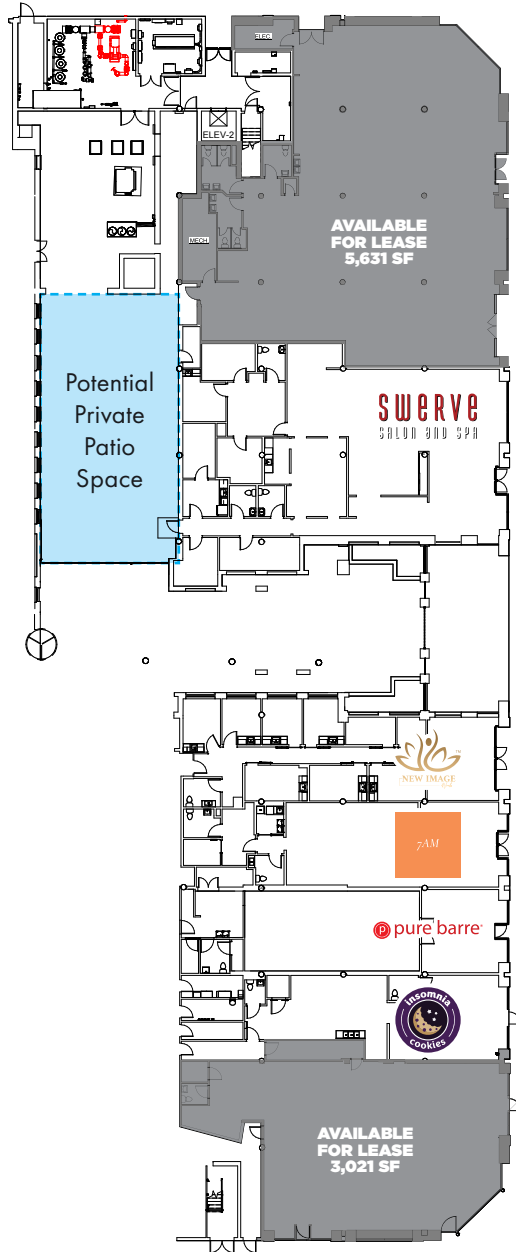 ELEC.
ELEV-2
MECH.
AVAILABLE
FOR LEASE
5,631 SF
Potential
Private
Patio
Space
swerve
SALON AND SPA
NEW IMAGE
TM
7AM
p
pure barre
insomnia
cookies
AVAILABLE
FOR LEASE
3,021 SF